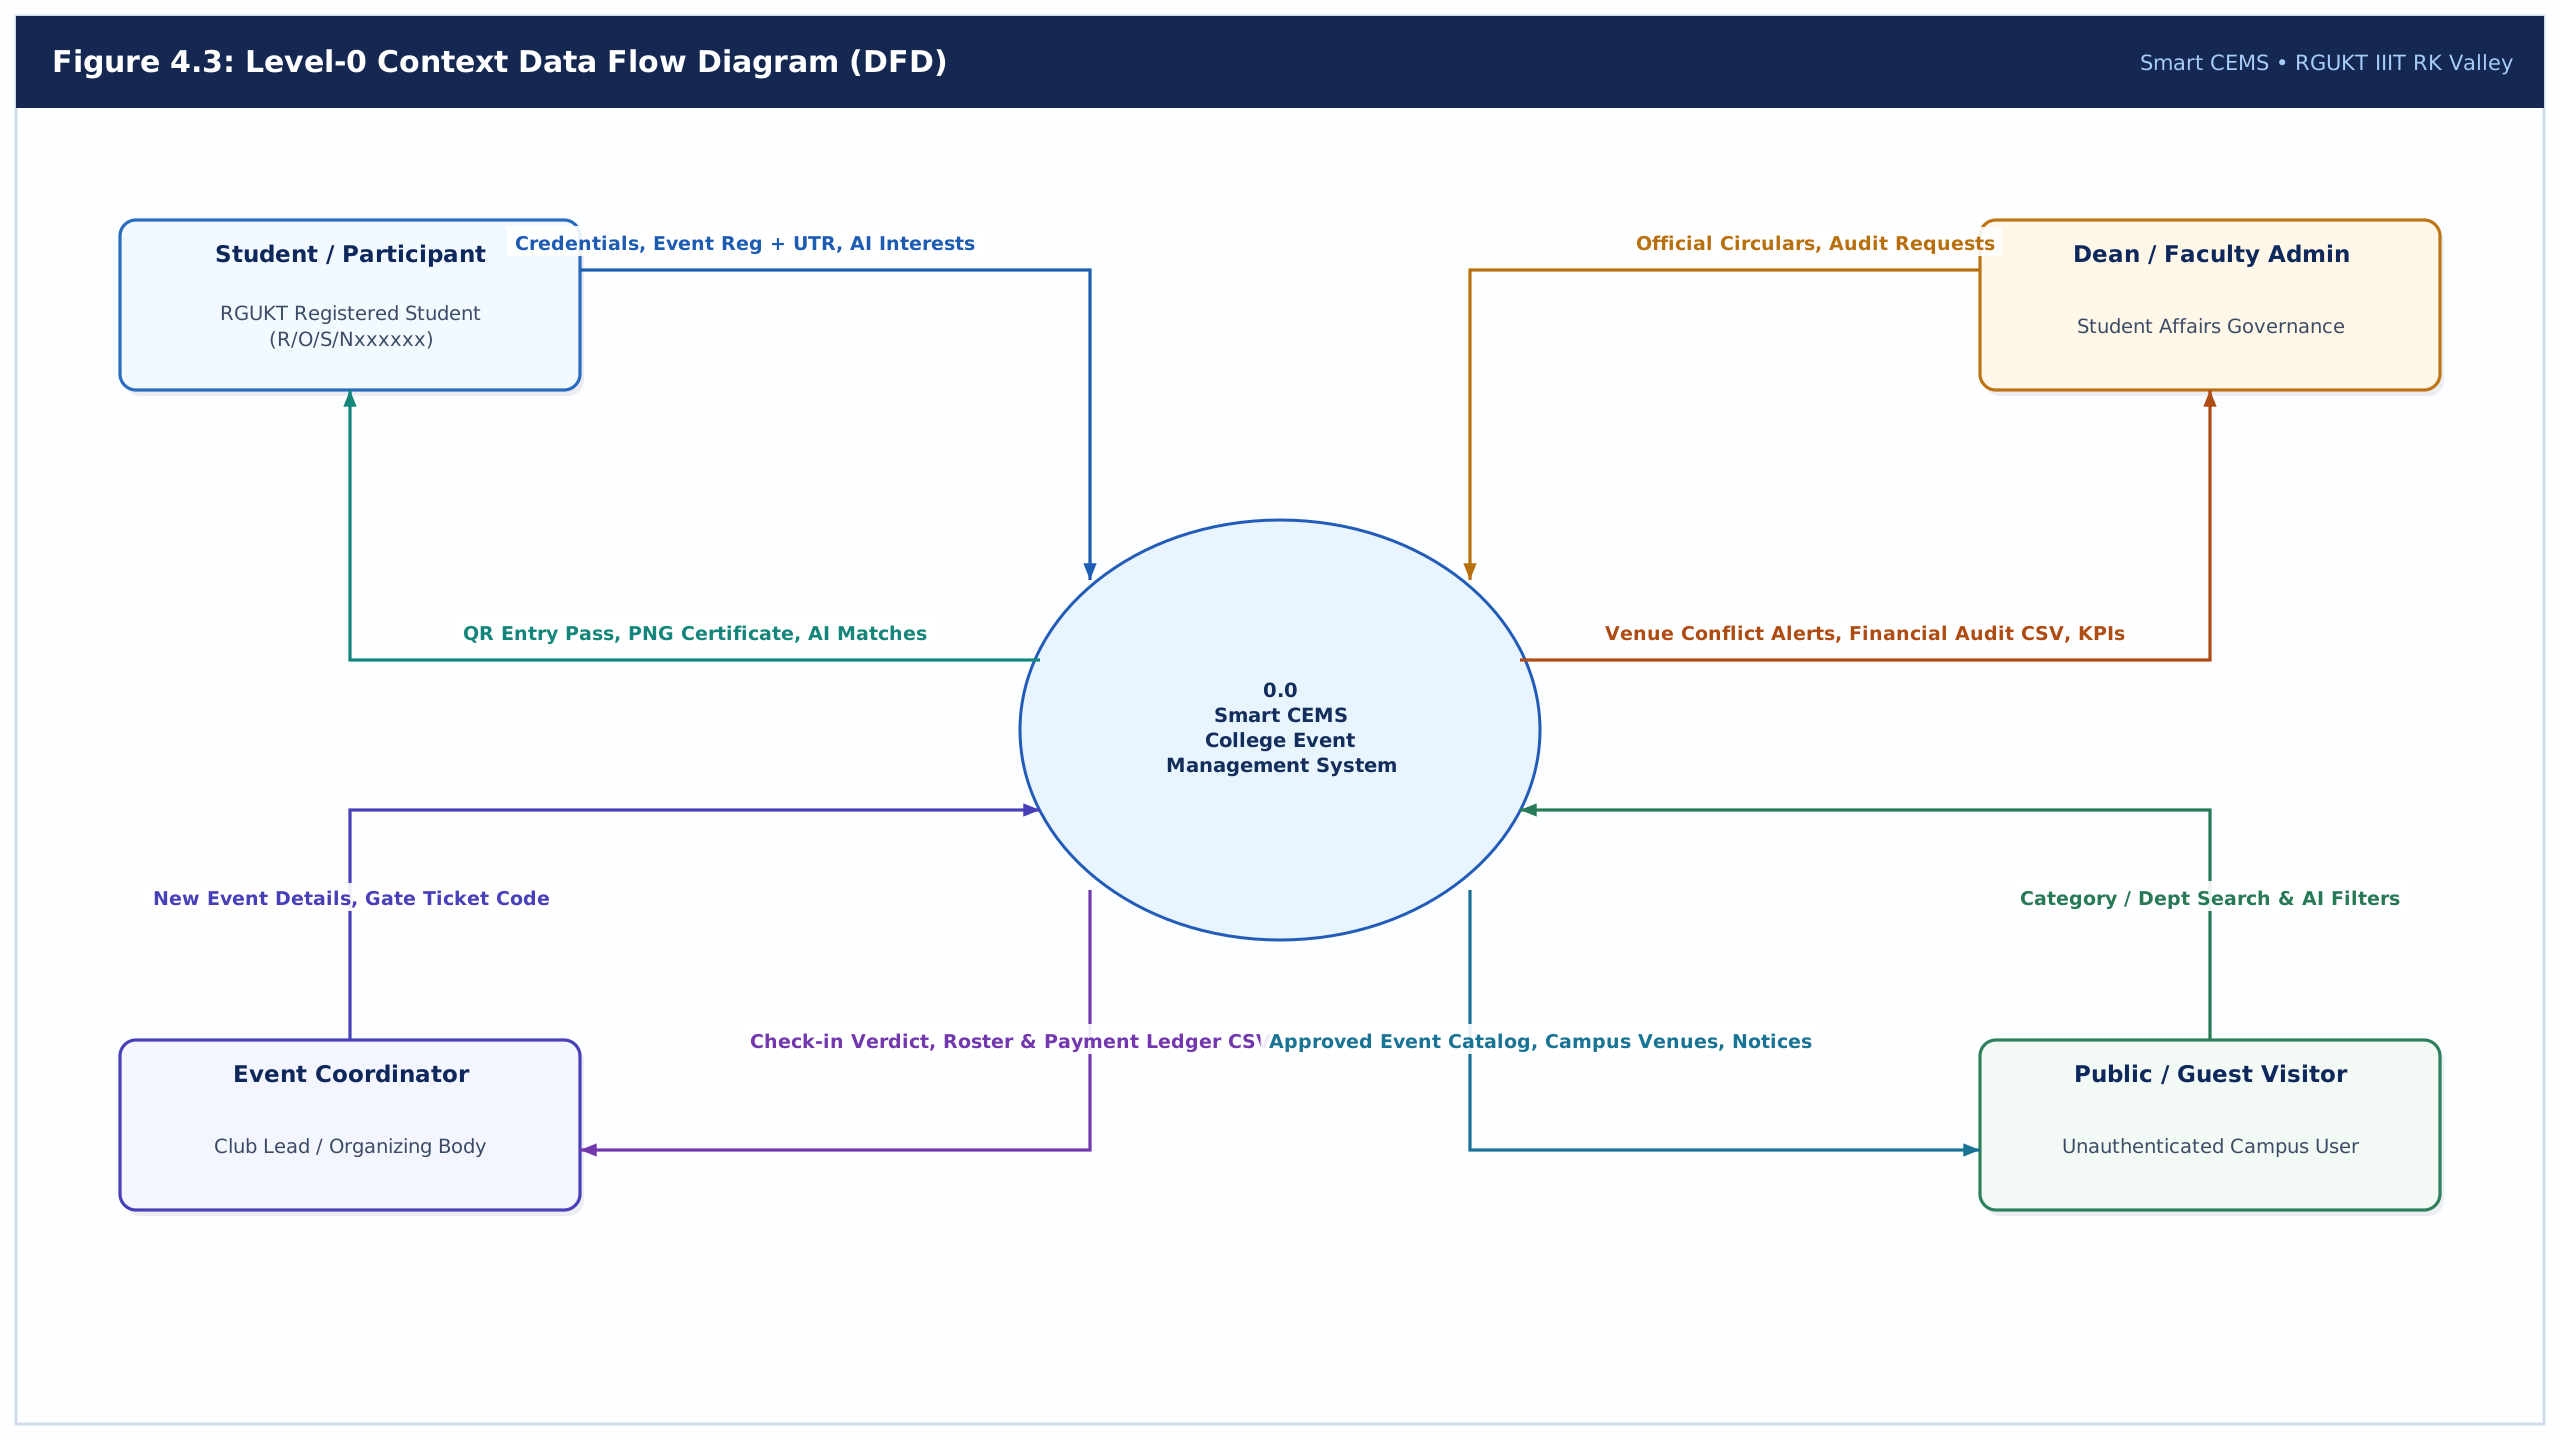 Figure 4.3: Level-0 Context Data Flow Diagram (DFD)
Smart CEMS • RGUKT IIIT RK Valley
Student / Participant
RGUKT Registered Student
(R/O/S/Nxxxxxx)
Credentials, Event Reg + UTR, AI Interests
Official Circulars, Audit Requests
Dean / Faculty Admin
Student Affairs Governance
QR Entry Pass, PNG Certificate, AI Matches
Venue Conflict Alerts, Financial Audit CSV, KPIs
0.0
Smart CEMS
College Event
Management System
New Event Details, Gate Ticket Code
Category / Dept Search & AI Filters
Check-in Verdict, Roster & Payment Ledger CSV
Approved Event Catalog, Campus Venues, Notices
Event Coordinator
Club Lead / Organizing Body
Public / Guest Visitor
Unauthenticated Campus User